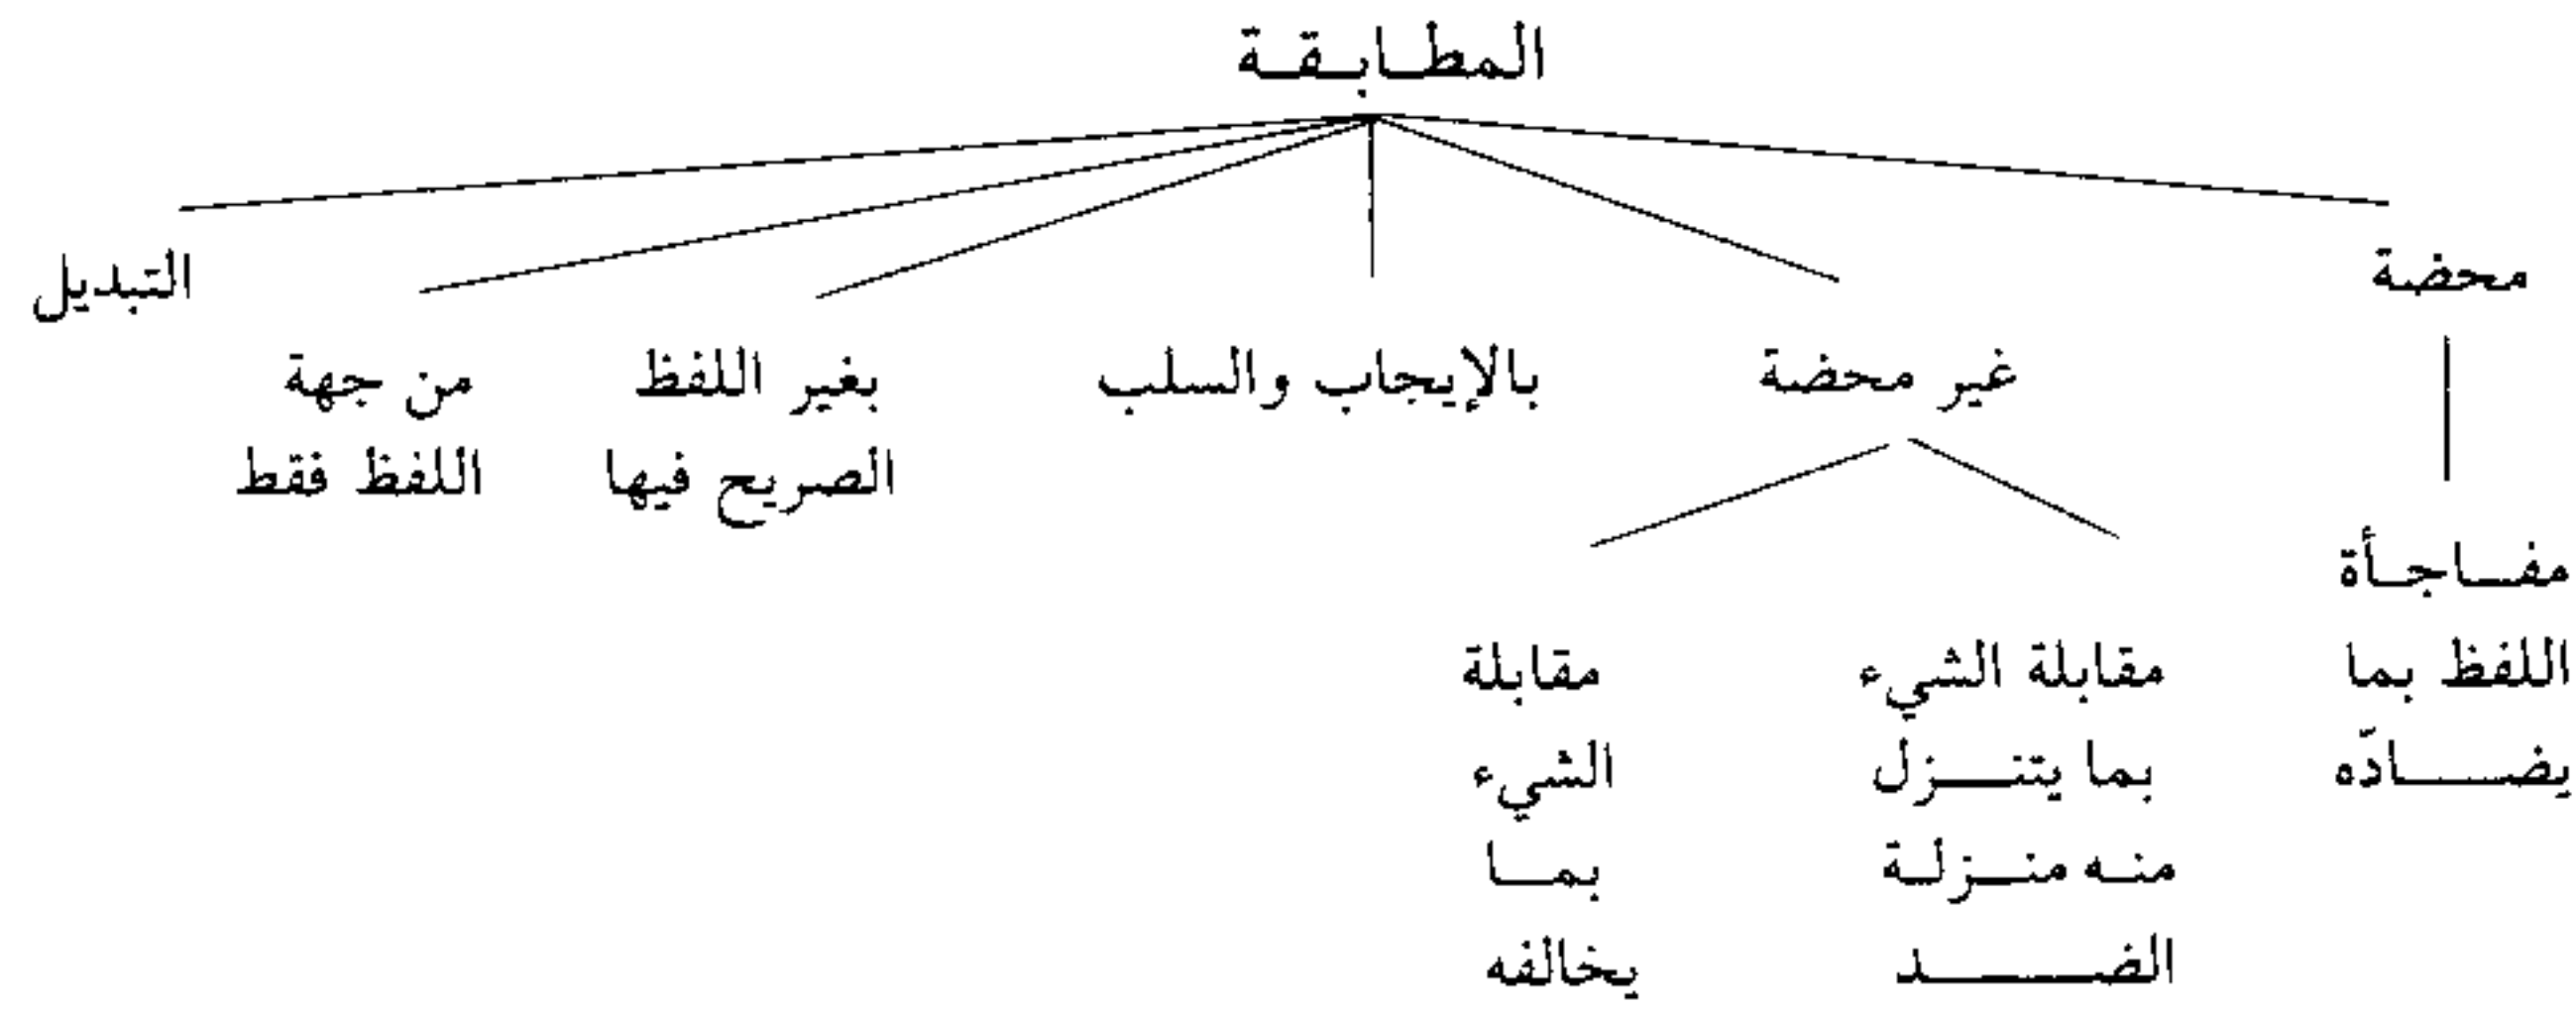 المطابقة
محضة
غير محضة
بالإيجاب والسلب
بغير اللفظ
الصريح فيها
من جهة
اللفظ فقط
التبديل
مفاجأة
اللفظ بما
يضادّه
مقابلة الشيء
بما يتنزل
منه منزلة
الضد
مقابلة
الشيء
بما
يخالفه